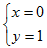 x = 0
y = 1